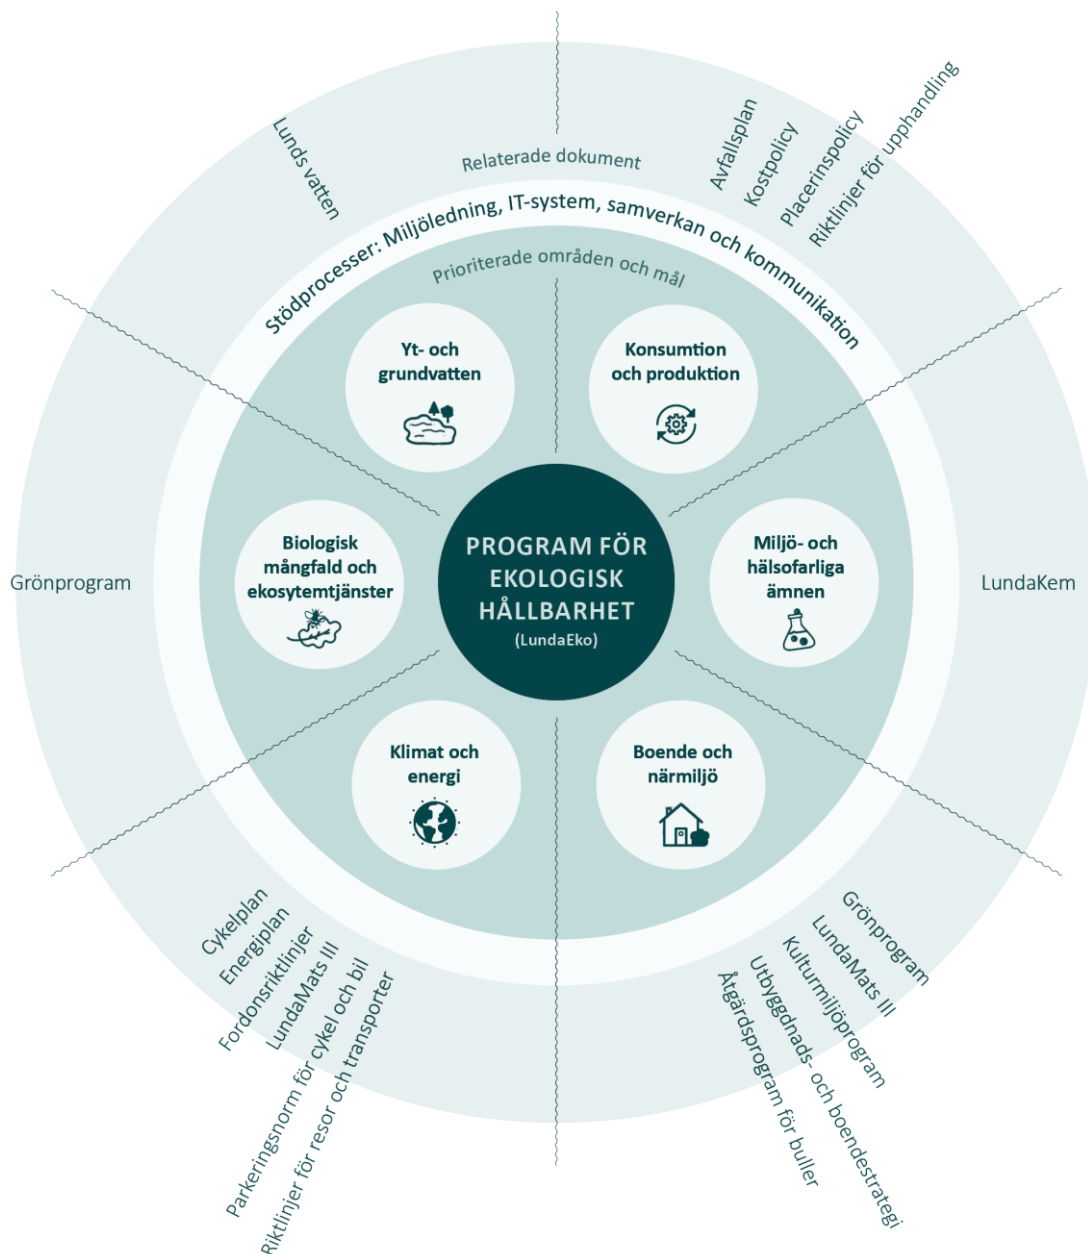 Lunds vatten
Relaterade dokument
Avfallsplan
Kostpolicy
Placerinspolicy
Riktlinjer för upphandling
Stödprocesser: Miljöledning, IT-system, samverkan och kommunikation
Prioriterade områden och mål
Yt- och
grundvatten
Konsumtion
och produktion
Grönprogram
Biologisk
mångfald och
ekosytemtjänster
PROGRAM FÖR
EKOLOGISK
HÅLLBARHET
(LundaEko)
Miljö- och
hälsofarliga
ämnen
LundaKem
Klimat och
energi
Boende och
närmiljö
Cykelplan
Energiplan
Fordonsriktlinjer
LundaMats III
Parkeringsnorm för cykel och bil
Riktlinjer för resor och transporter
Grönprogram
LundaMats III
Kulturmiljöprogram
Utbyggdnads- och boendestrategi
Åtgärdsprogram för buller